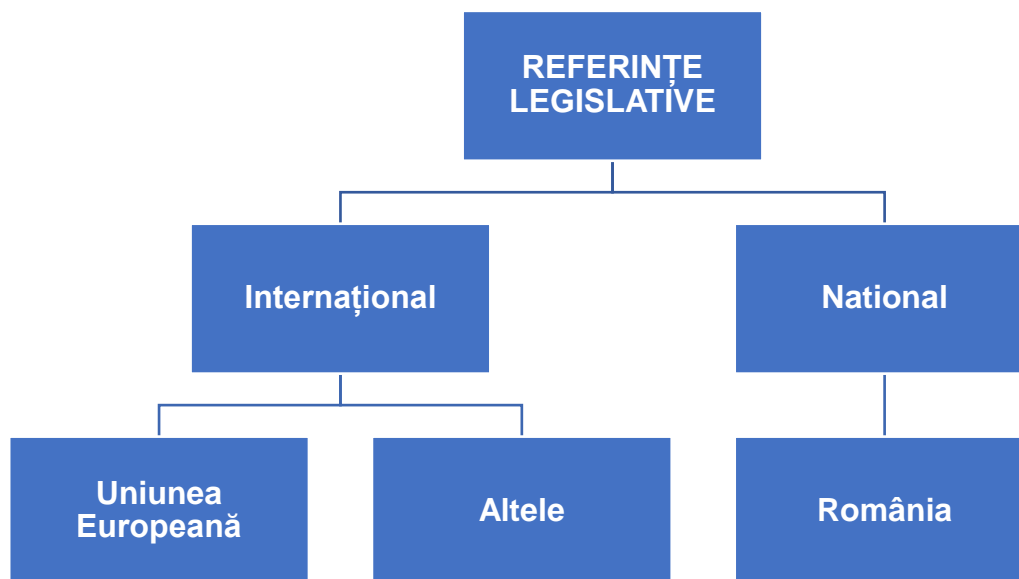 REFERINȚE
LEGISLATIVE
Internațional
National
Uniunea
Europeană
Altele
România